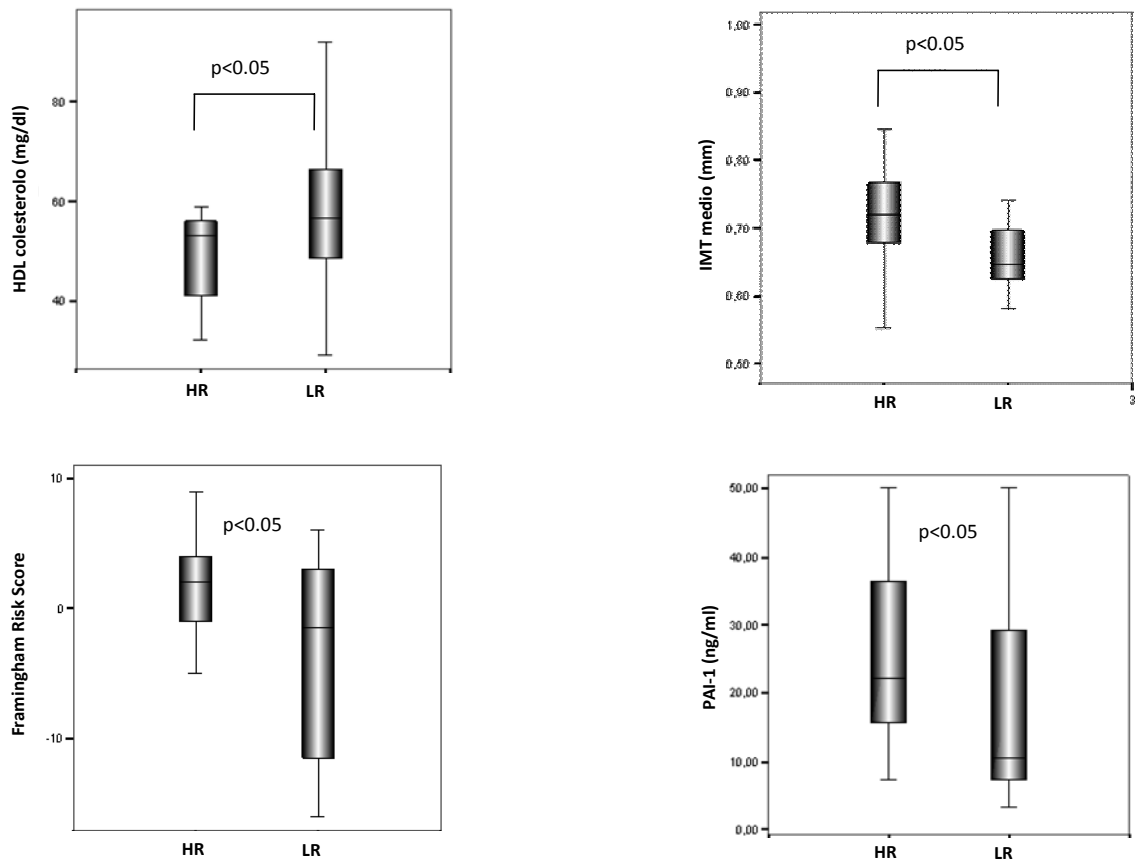 p<0.05
HDL colesterolo (mg/dl)
80
60
40
HR
LR
p<0.05
IMT medio (mm)
1,00
0,90
0,80
0,70
0,60
0,50
HR
LR
p<0.05
Framingham Risk Score
10
0
-10
HR
LR
p<0.05
PAI-1 (ng/ml)
50,00
40,00
30,00
20,00
10,00
0,00
HR
LR